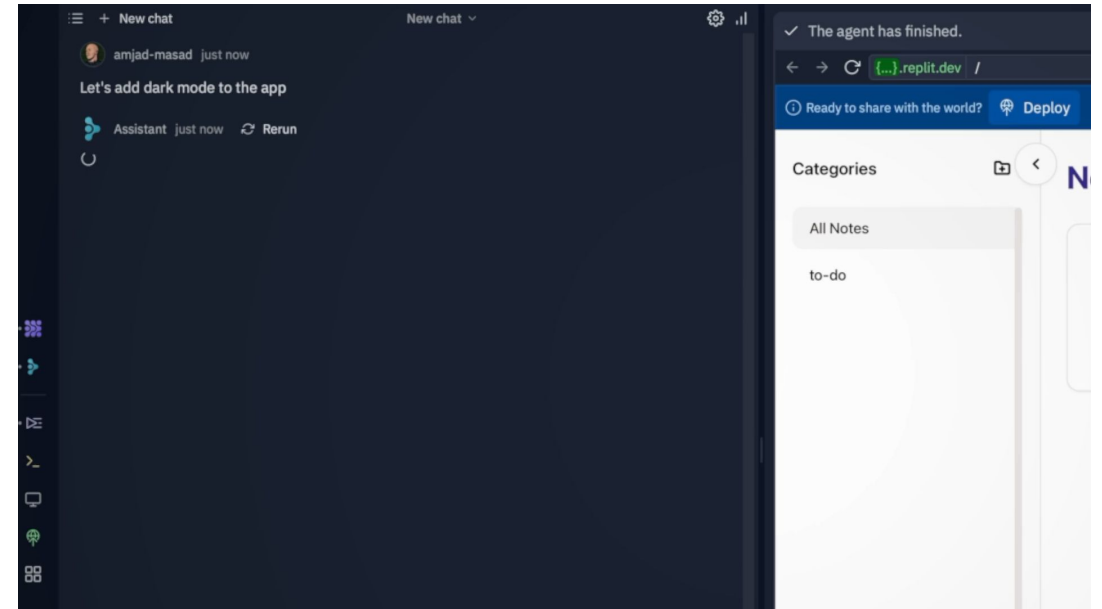 + New chat
New chat
amjad-masad just now
Let's add dark mode to the app
Assistant just now Rerun
The agent has finished.
{...}.replit.dev /
Ready to share with the world? Deploy
Categories
All Notes
to-do